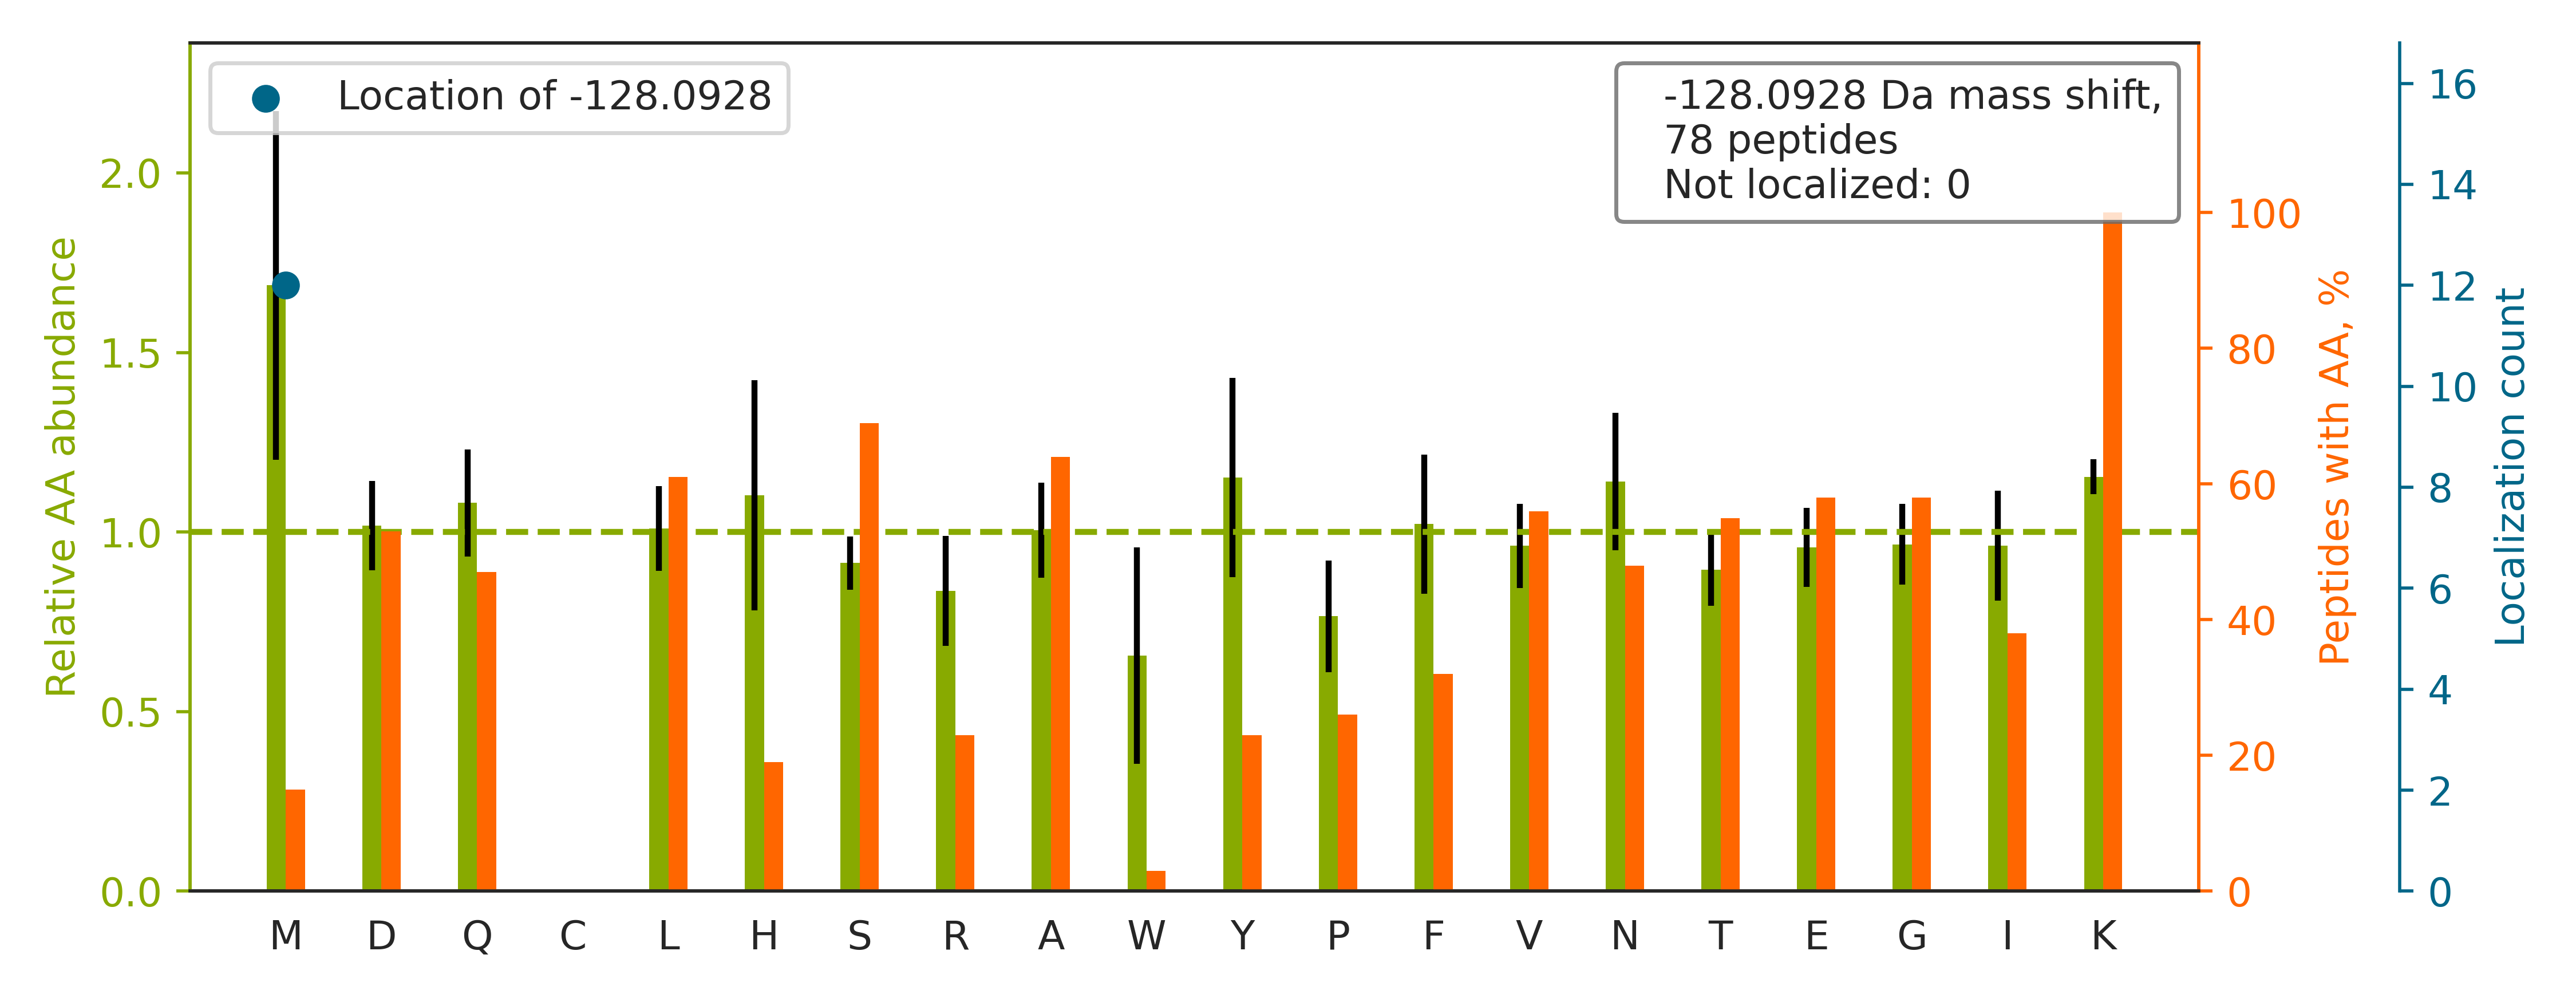 Location of -128.0928
-128.0928 Da mass shift,
78 peptides
Not localized: 0
Relative AA abundance
2.0
1.5
1.0
0.5
0.0
M D Q C L H S R A W Y P F V N T E G I K
100
80
60
40
20
0
Peptides with AA, %
16
14
12
10
8
6
4
2
0
Localization count